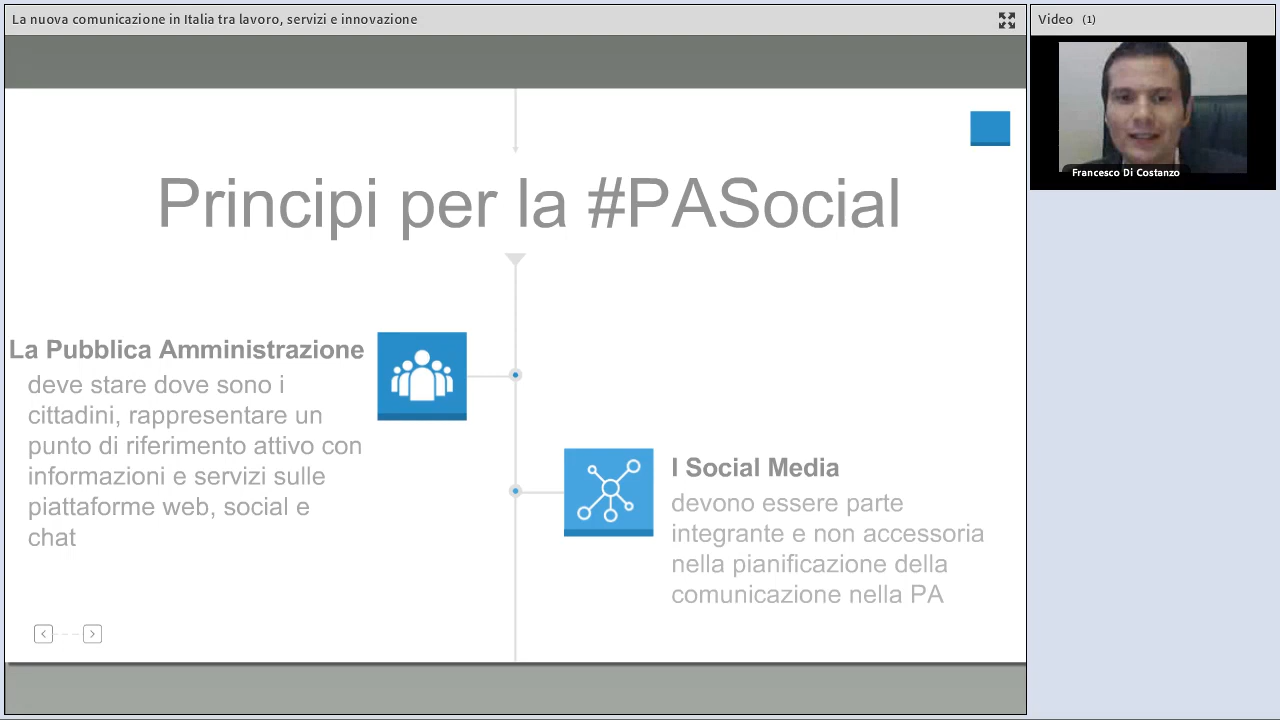 La nuova comunicazione in Italia tra lavoro, servizi e innovazione
Video (1)
Francesco Di Costanzo
Principi per la #PASocial
La Pubblica Amministrazione
deve stare dove sono i
cittadini, rappresentare un
punto di riferimento attivo con
informazioni e servizi sulle
piattaforme web, social e
chat
I Social Media
devono essere parte
integrante e non accessoria
nella pianificazione della
comunicazione nella PA